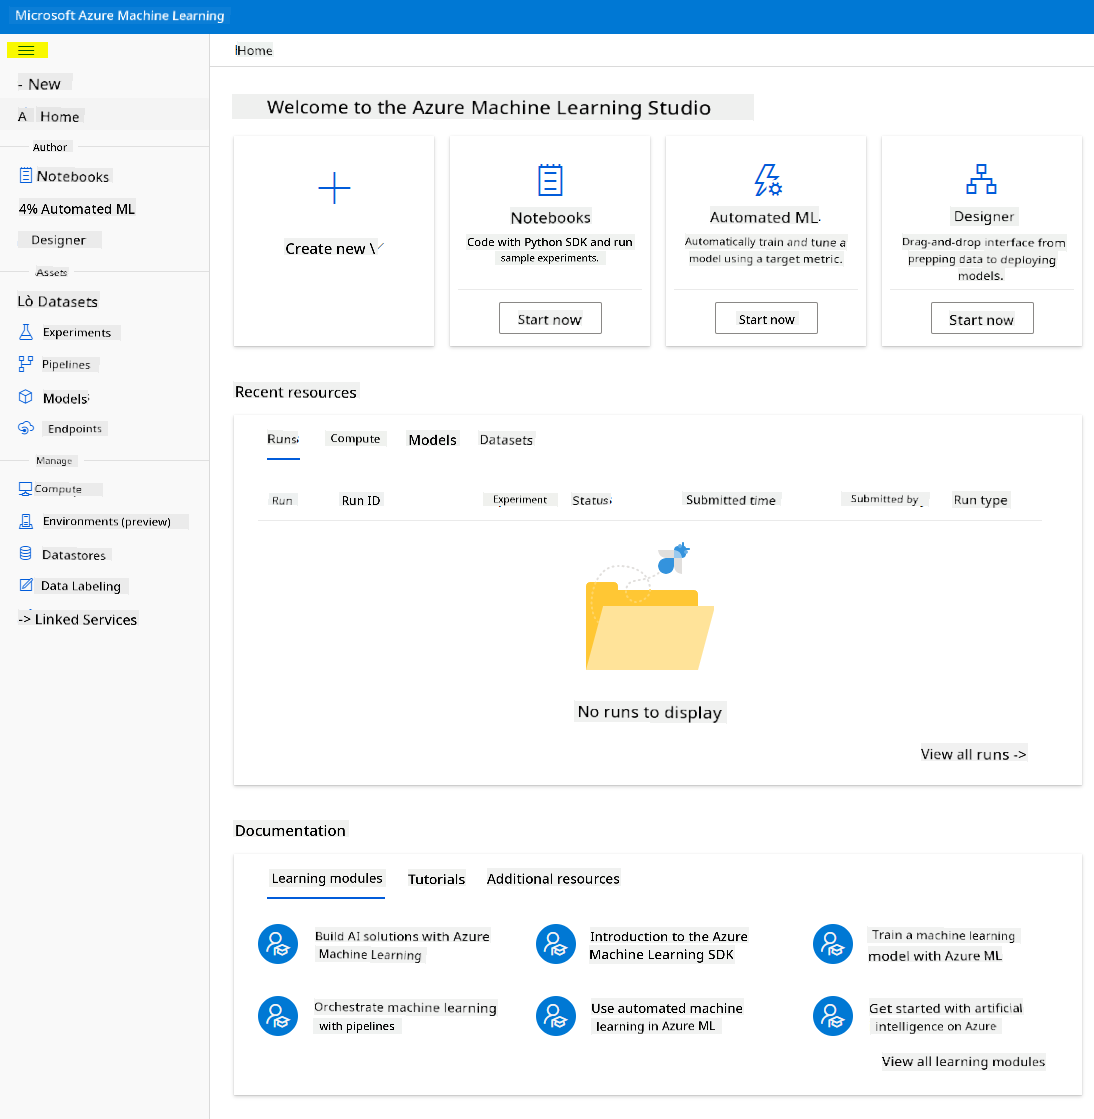 Microsoft Azure Machine Learning
- New
A Home
Author
Notebooks
4% Automated ML
Designer
Assets
Lò Datasets
Experiments
Pipelines
Models
Endpoints
Manage
Compute
Environments (preview)
Datastores
Data Labeling
-> Linked Services
Home
Welcome to the Azure Machine Learning Studio
Create new \
Notebooks
Code with Python SDK and run
sample experiments.
Start now
Automated ML.
Automatically train and tune a
model using a target metric.
Start now
Designer
Drag-and-drop interface from
prepping data to deploying
models.
Start now
Recent resources
Runs Compute Models Datasets
Run Run ID Experiment Status Submitted time Submitted by Run type
No runs to display
View all runs ->
Documentation
Learning modules Tutorials Additional resources
Build AI solutions with Azure
Machine Learning
Introduction to the Azure
Machine Learning SDK
Train a machine learning
model with Azure ML
Orchestrate machine learning
with pipelines
Use automated machine
learning in Azure ML
Get started with artificial
intelligence on Azure
View all learning modules